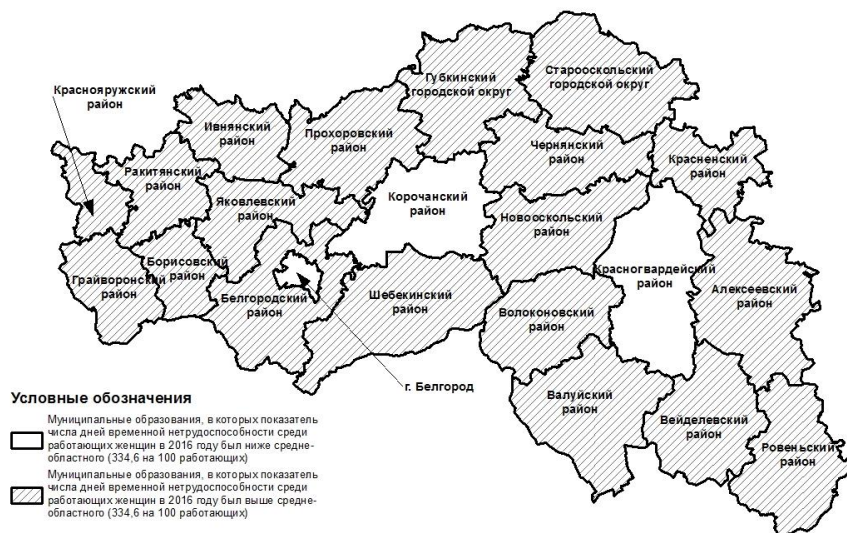 Краснояружский
район
Губкинский
городской округ
Старооскольский
городской округ
Ивнянский
район
Прохоровский
район
Чернянский
район
Красненский
район
Ракитянский
район
Яковлевский
район
Корочанский
район
Новооскольский
район
Грайворонский
район
Борисовский
район
Белгородский
район
Шебекинский
район
Красногвардейский
район
Алексеевский
район
Волоконовский
район
г. Белгород
Валуйский
район
Вейделевский
район
Ровеньский
район
Условные обозначения
Муниципальные образования, в которых показатель
числа дней временной нетрудоспособности среди
работающих женщин в 2016 году был ниже средне-
областного (334,6 на 100 работающих)
Муниципальные образования, в которых показатель
числа дней временной нетрудоспособности среди
работающих женщин в 2016 году был выше средне-
областного (334,6 на 100 работающих)